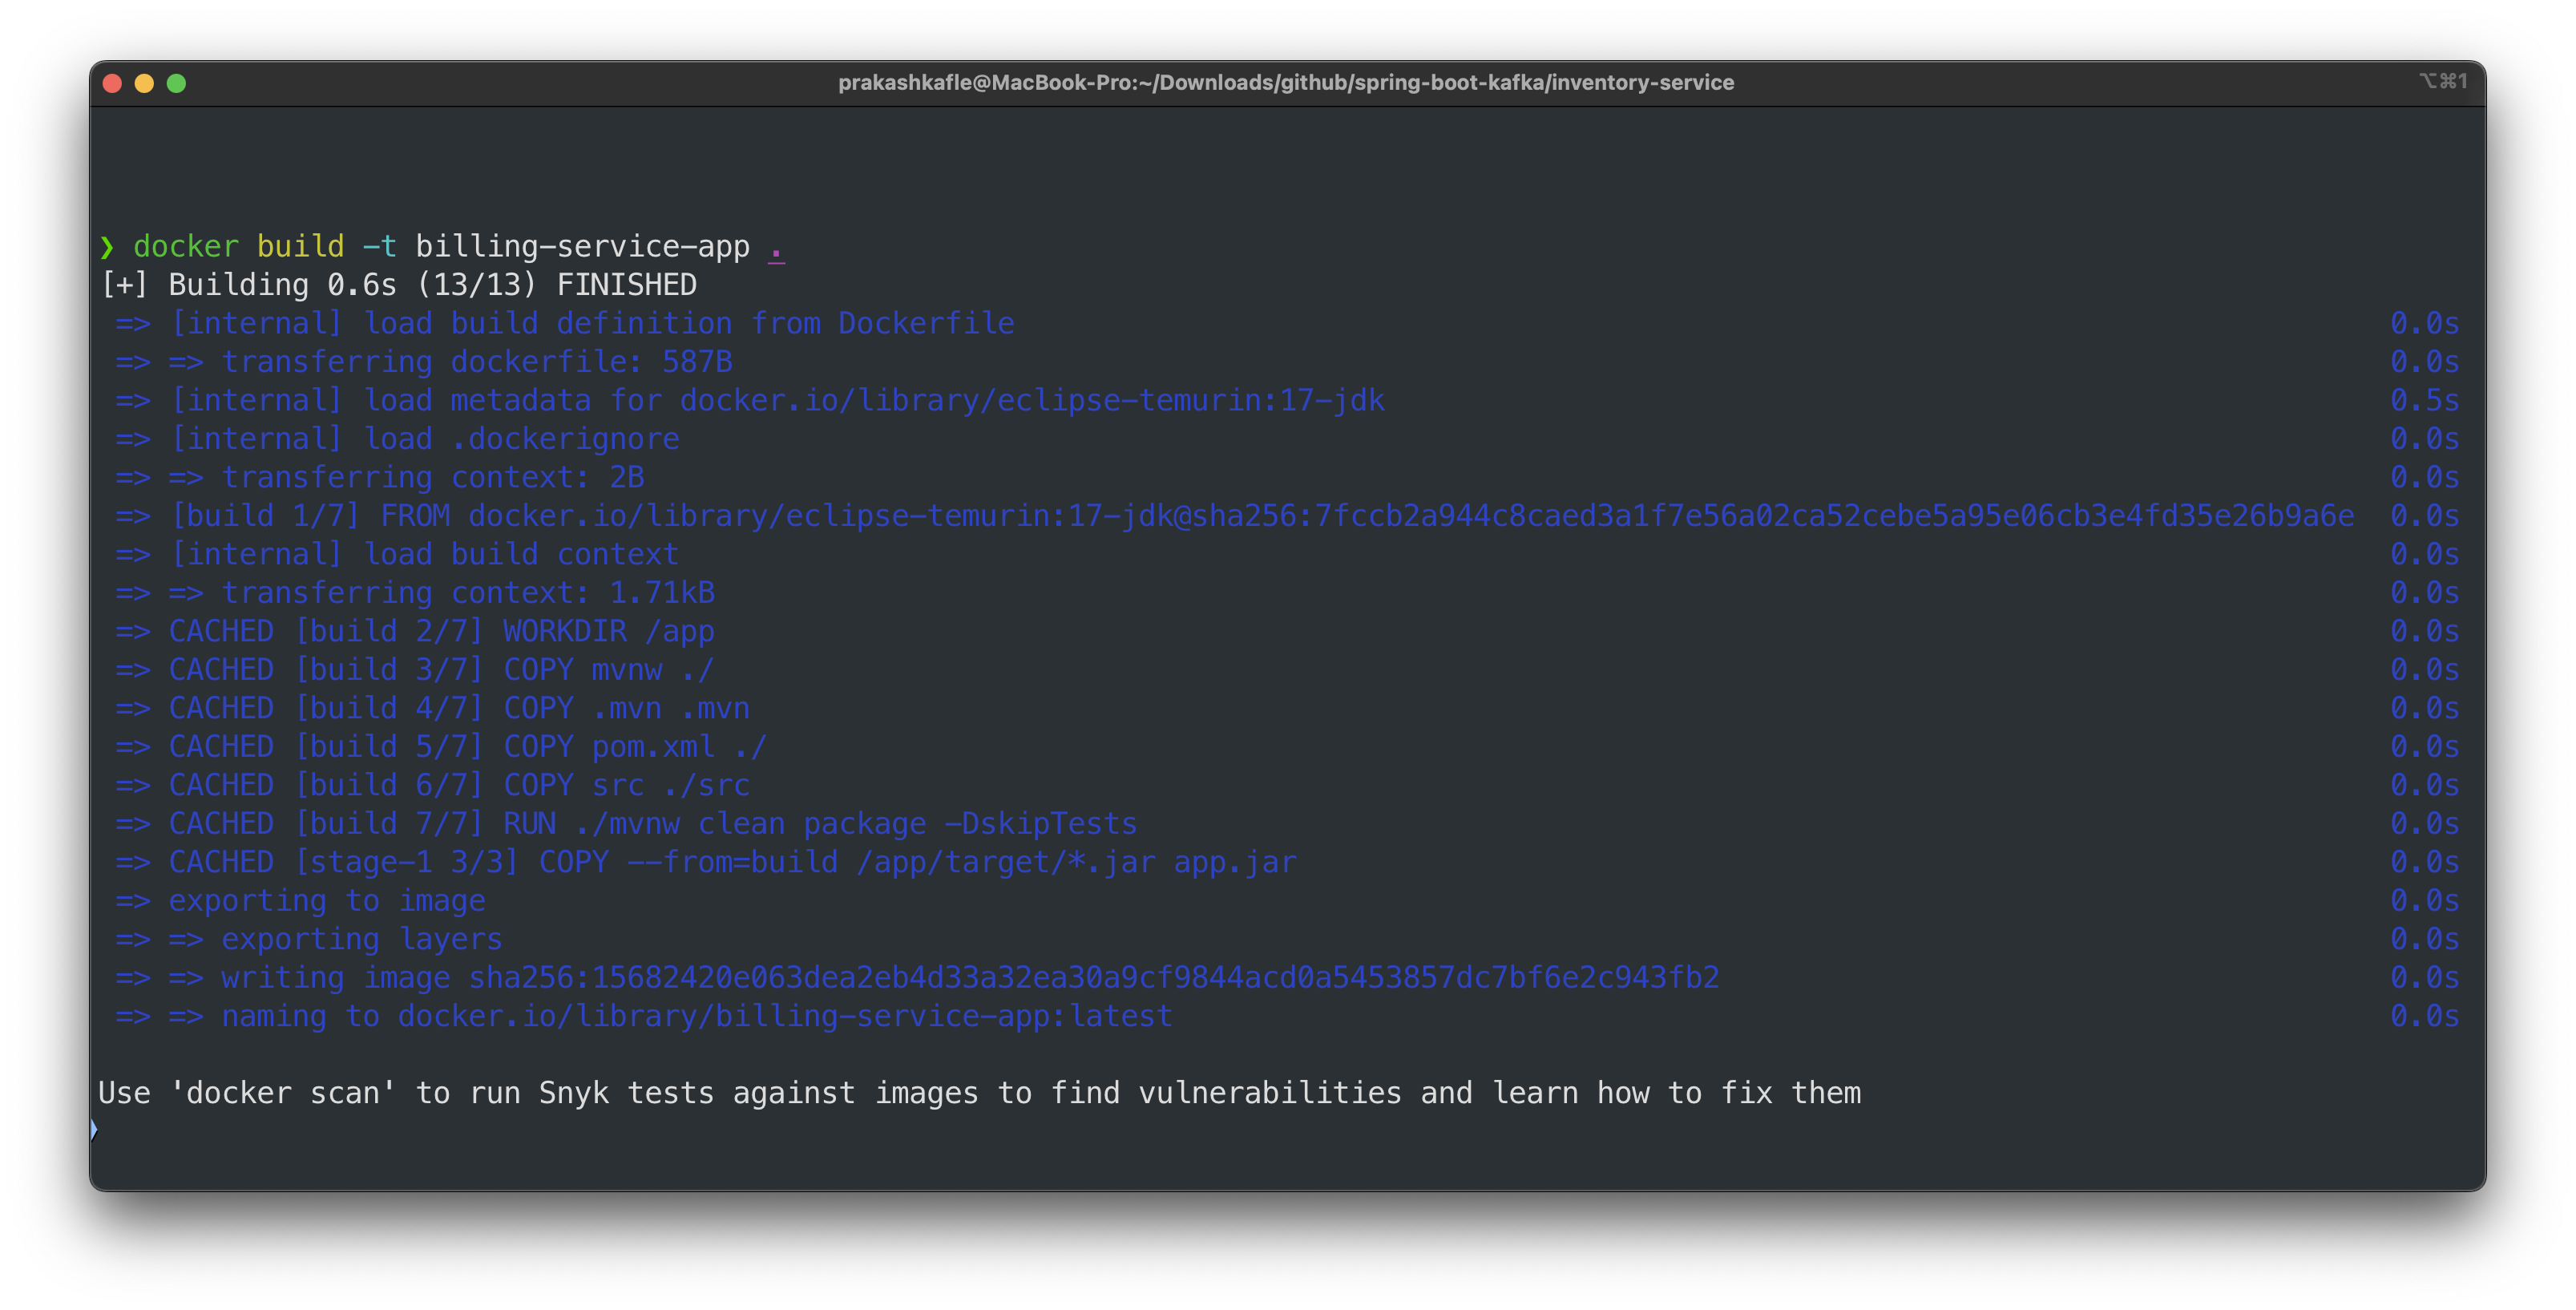 prakashkafle@MacBook-Pro:~/Downloads/github/spring-boot-kafka/inventory-service
⌥⌘1
❯ docker build -t billing-service-app .
[+] Building 0.6s (13/13) FINISHED
=> [internal] load build definition from Dockerfile 0.0s
=> => transferring dockerfile: 587B 0.0s
=> [internal] load metadata for docker.io/library/eclipse-temurin:17-jdk 0.5s
=> [internal] load .dockerignore 0.0s
=> => transferring context: 2B 0.0s
=> [build 1/7] FROM docker.io/library/eclipse-temurin:17-jdk@sha256:7fccb2a944c8caed3a1f7e56a02ca52cebe5a95e06cb3e4fd35e26b9a6e 0.0s
=> [internal] load build context 0.0s
=> => transferring context: 1.71kB 0.0s
=> CACHED [build 2/7] WORKDIR /app 0.0s
=> CACHED [build 3/7] COPY mvnw ./ 0.0s
=> CACHED [build 4/7] COPY .mvn .mvn 0.0s
=> CACHED [build 5/7] COPY pom.xml ./ 0.0s
=> CACHED [build 6/7] COPY src ./src 0.0s
=> CACHED [build 7/7] RUN ./mvnw clean package -DskipTests 0.0s
=> CACHED [stage-1 3/3] COPY --from=build /app/target/*.jar app.jar 0.0s
=> exporting to image 0.0s
=> => exporting layers 0.0s
=> => writing image sha256:15682420e063dea2eb4d33a32ea30a9cf9844acd0a5453857dc7bf6e2c943fb2 0.0s
=> => naming to docker.io/library/billing-service-app:latest 0.0s
Use 'docker scan' to run Snyk tests against images to find vulnerabilities and learn how to fix them